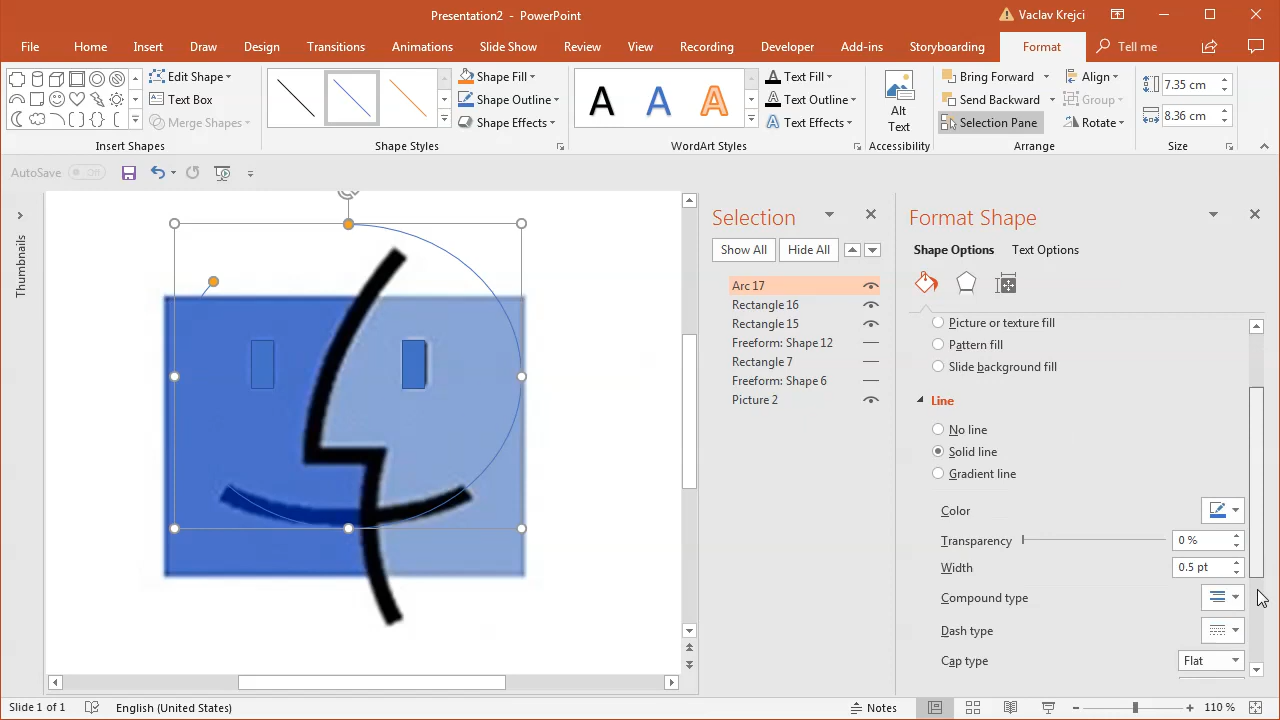 Presentation2 - PowerPoint
Vaclav Krejci
File Home Insert Draw Design Transitions Animations Slide Show Review View Recording Developer Add-ins Storyboarding Format Tell me
Edit Shape
Text Box
Merge Shapes
Insert Shapes
Shape Fill
Shape Outline
Shape Effects
Shape Styles
A A A
Text Fill
Text Outline
Text Effects
WordArt Styles
Alt
Text
Accessibility
Bring Forward
Send Backward
Selection Pane
Align
Group
Rotate
Arrange
7.35 cm
8.36 cm
Size
AutoSave Off
Thumbnails
Selection
Show All Hide All
Arc 17
Rectangle 16
Rectangle 15
Freeform: Shape 12
Rectangle 7
Freeform: Shape 6
Picture 2
Format Shape
Shape Options Text Options
Picture or texture fill
Pattern fill
Slide background fill
Line
No line
Solid line
Gradient line
Color
Transparency 0 %
Width 0.5 pt
Compound type
Dash type
Cap type Flat
Slide 1 of 1 English (United States) Notes 110 %